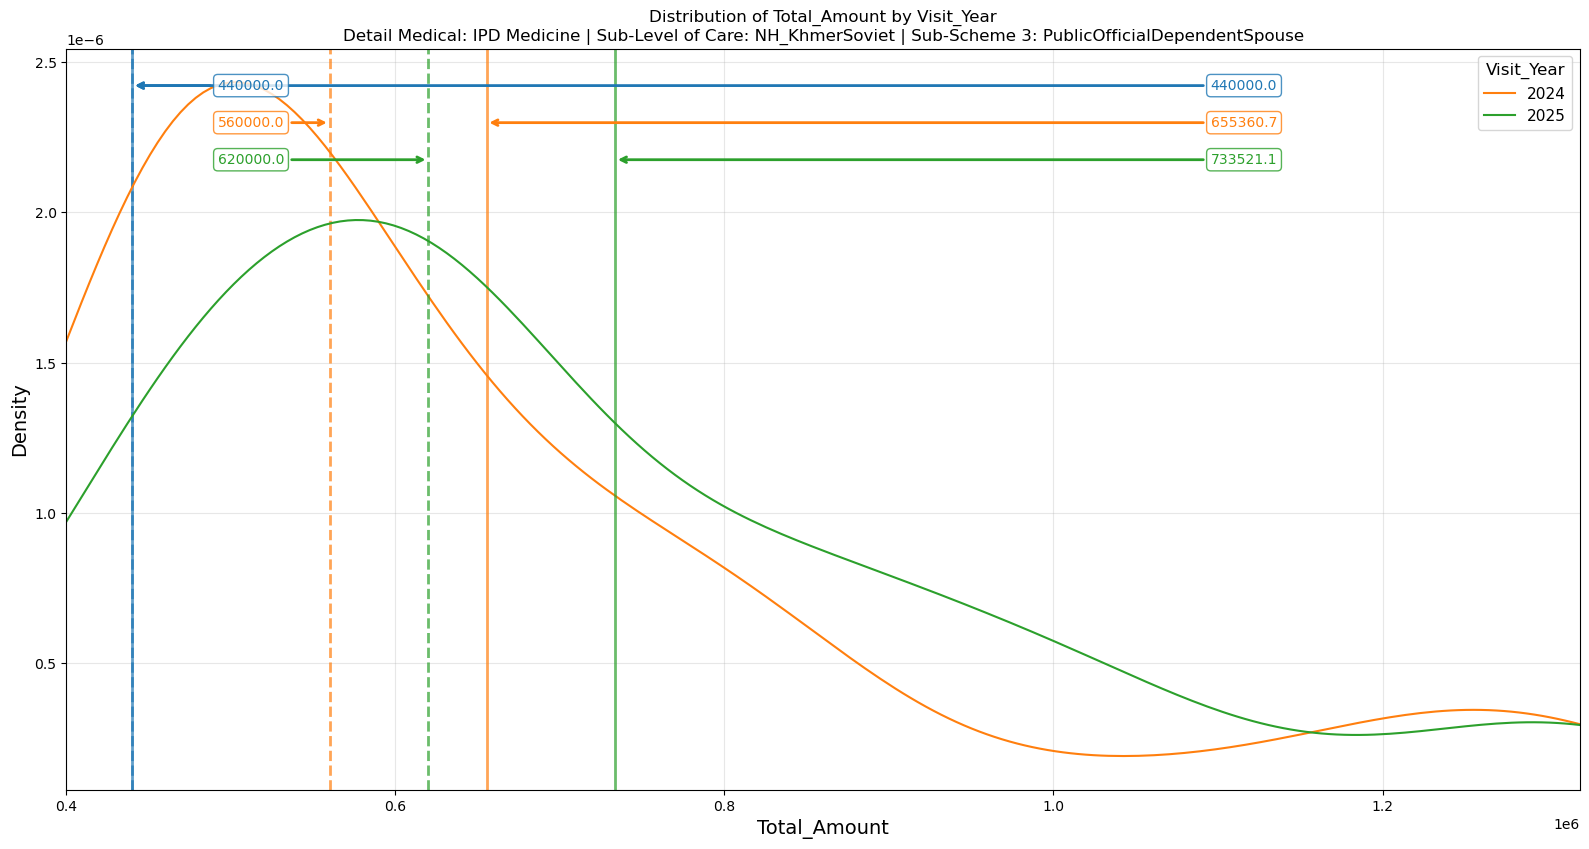 Distribution of Total_Amount by Visit_Year
Detail Medical: IPD Medicine | Sub-Level of Care: NH_KhmerSoviet | Sub-Scheme 3: PublicOfficialDependentSpouse
1e−6
2.5
2.0
1.5
1.0
0.5
Density
440000.0
440000.0
560000.0
655360.7
620000.0
733521.1
Visit_Year
2024
2025
0.4
0.6
0.8
1.0
1.2
1e6
Total_Amount